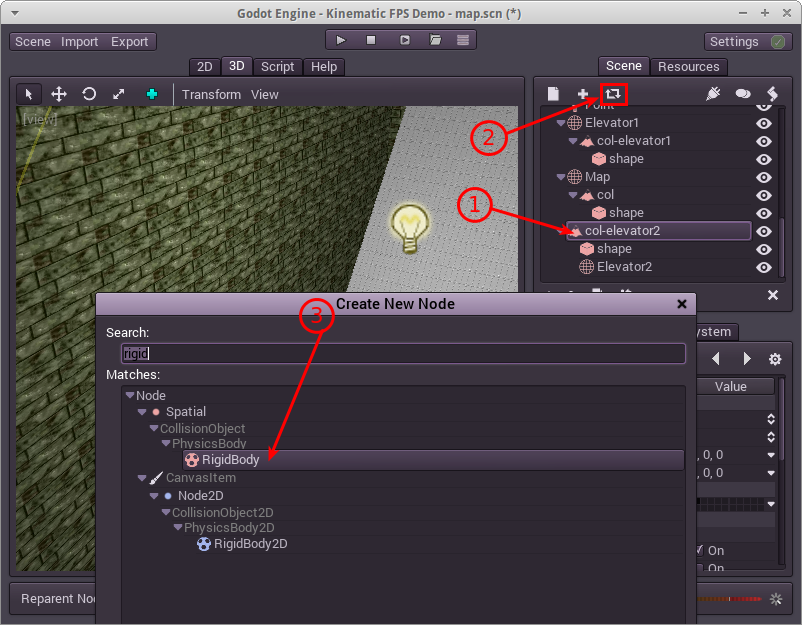 Godot Engine - Kinematic FPS Demo - map.scn (*)
Scene Import Export
Settings
2D 3D Script Help
Scene Resources
Transform View
[view]
Point
Elevator1
2
col-elevator1
shape
Map
col
1
shape
col-elevator2
shape
Elevator2
Create New Node
3
Search:
rigid
Matches:
Node
Spatial
CollisionObject
PhysicsBody
RigidBody
CanvasItem
Node2D
CollisionObject2D
PhysicsBody2D
RigidBody2D
Value
, 0, 0
, 0, 0
On
On
Reparent